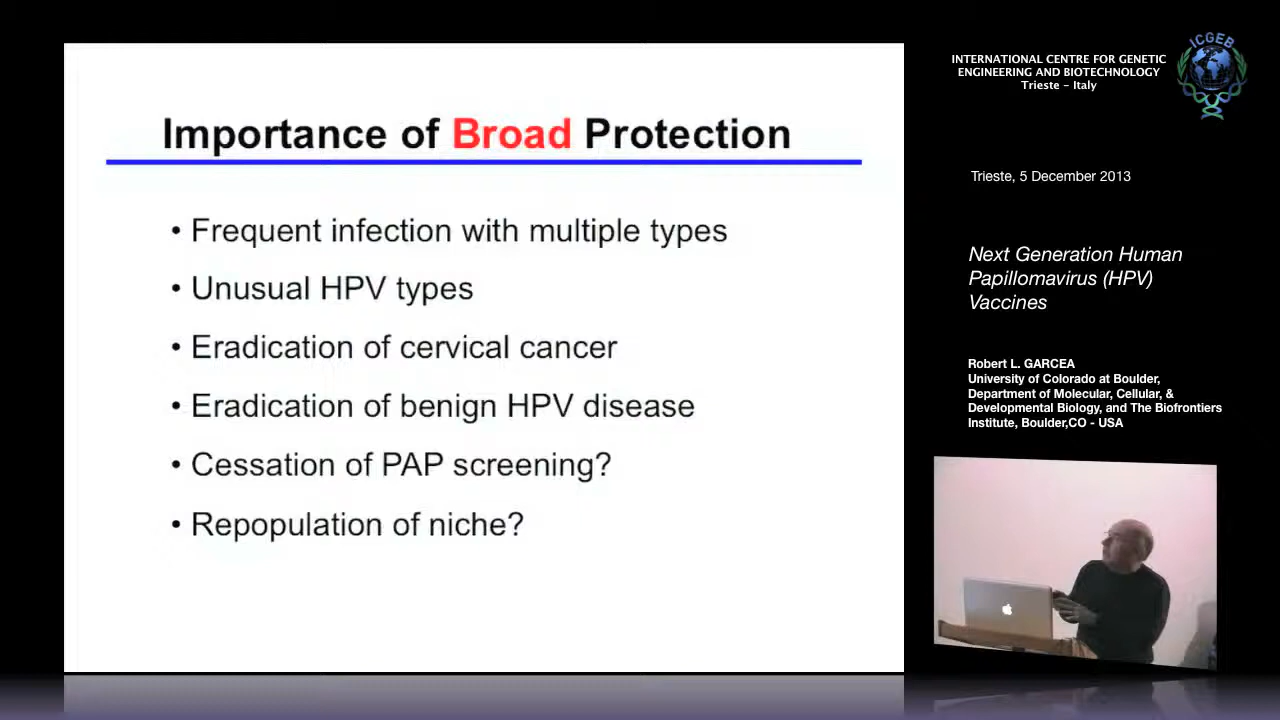 Importance of Broad Protection
• Frequent infection with multiple types
• Unusual HPV types
• Eradication of cervical cancer
• Eradication of benign HPV disease
• Cessation of PAP screening?
• Repopulation of niche?
INTERNATIONAL CENTRE FOR GENETIC
ENGINEERING AND BIOTECHNOLOGY
Trieste - Italy
ICGEB
Trieste, 5 December 2013
Next Generation Human
Papillomavirus (HPV)
Vaccines
Robert L. GARCEA
University of Colorado at Boulder,
Department of Molecular, Cellular, &
Developmental Biology, and The Biofrontiers
Institute, Boulder,CO - USA